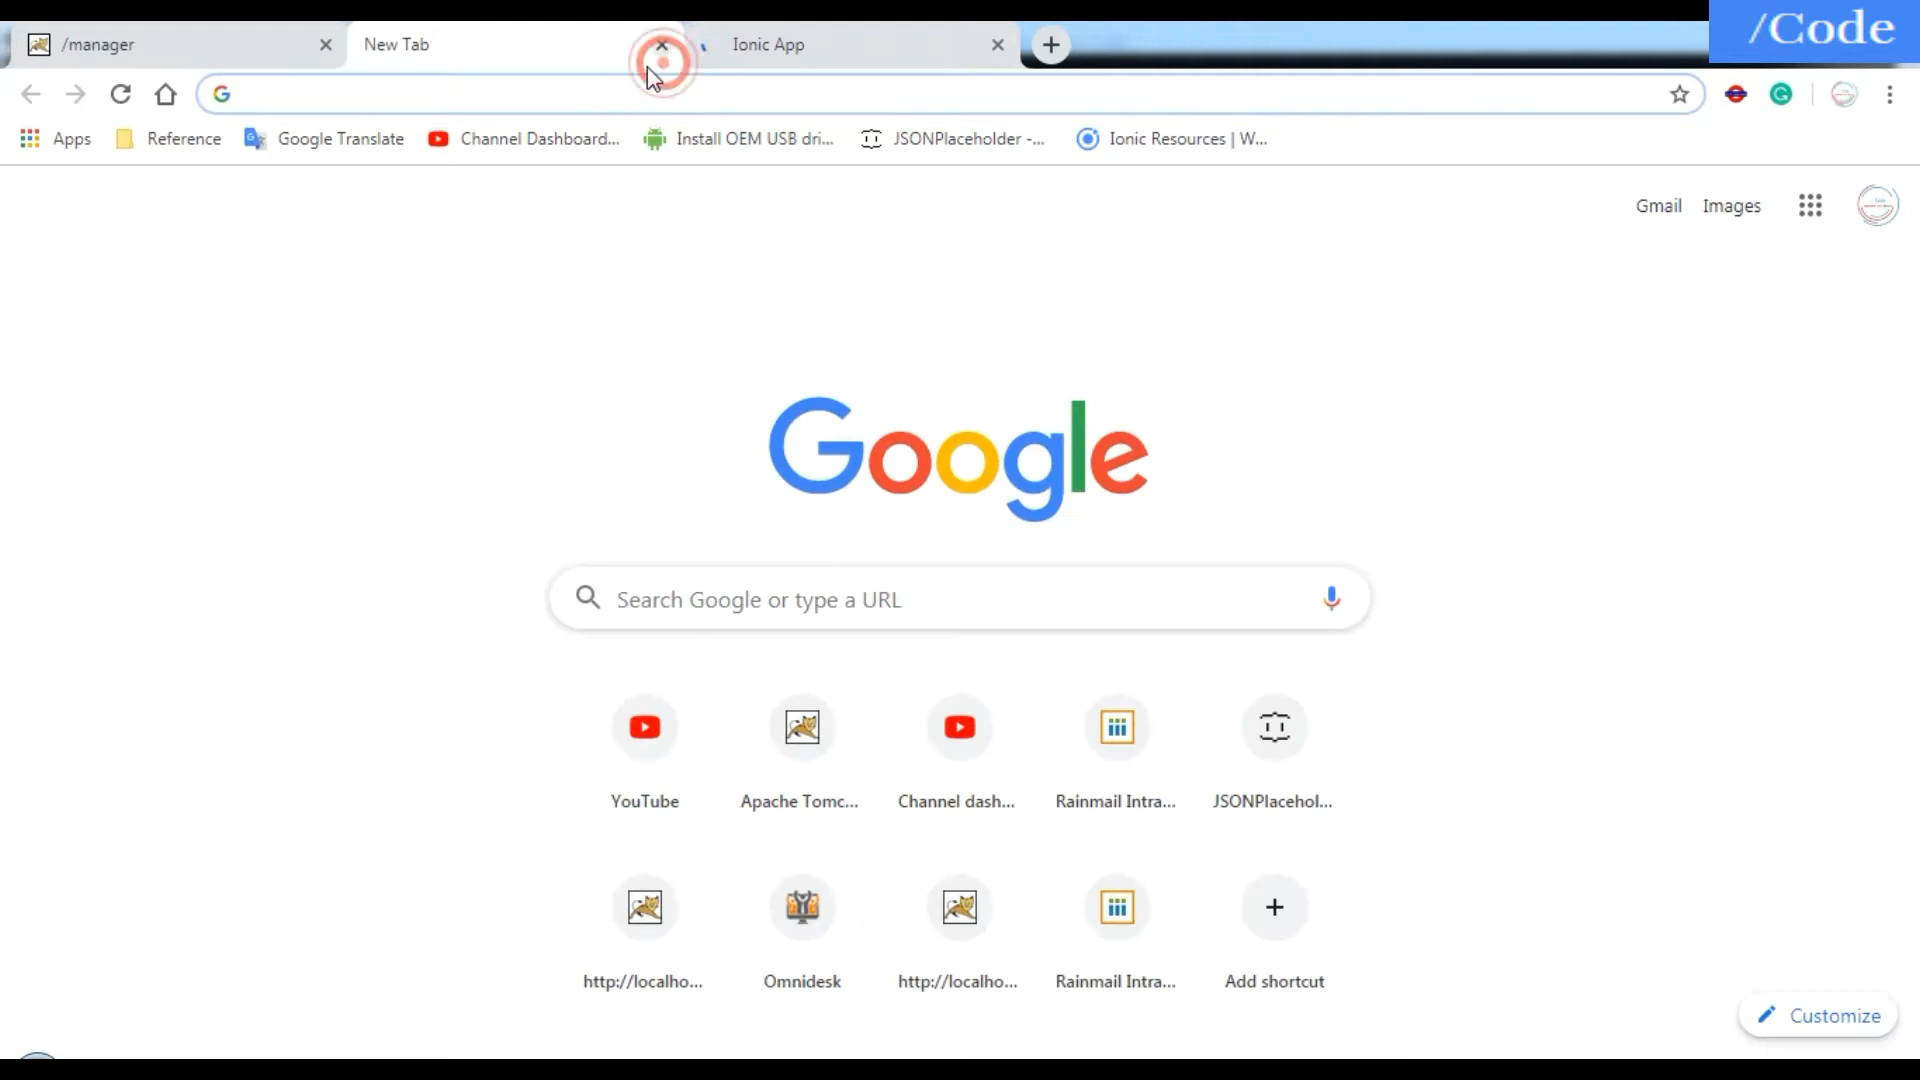 /Code
/manager
New Tab
Ionic App
Apps
Reference
Google Translate
Channel Dashboard...
Install OEM USB dri...
JSONPlaceholder -...
Ionic Resources | W...
Gmail
Images
Google
Search Google or type a URL
YouTube
Apache Tomc...
Channel dash...
Rainmail Intra...
JSONPlacehol...
http://localho...
Omnidesk
http://localho...
Rainmail Intra...
Add shortcut
Customize